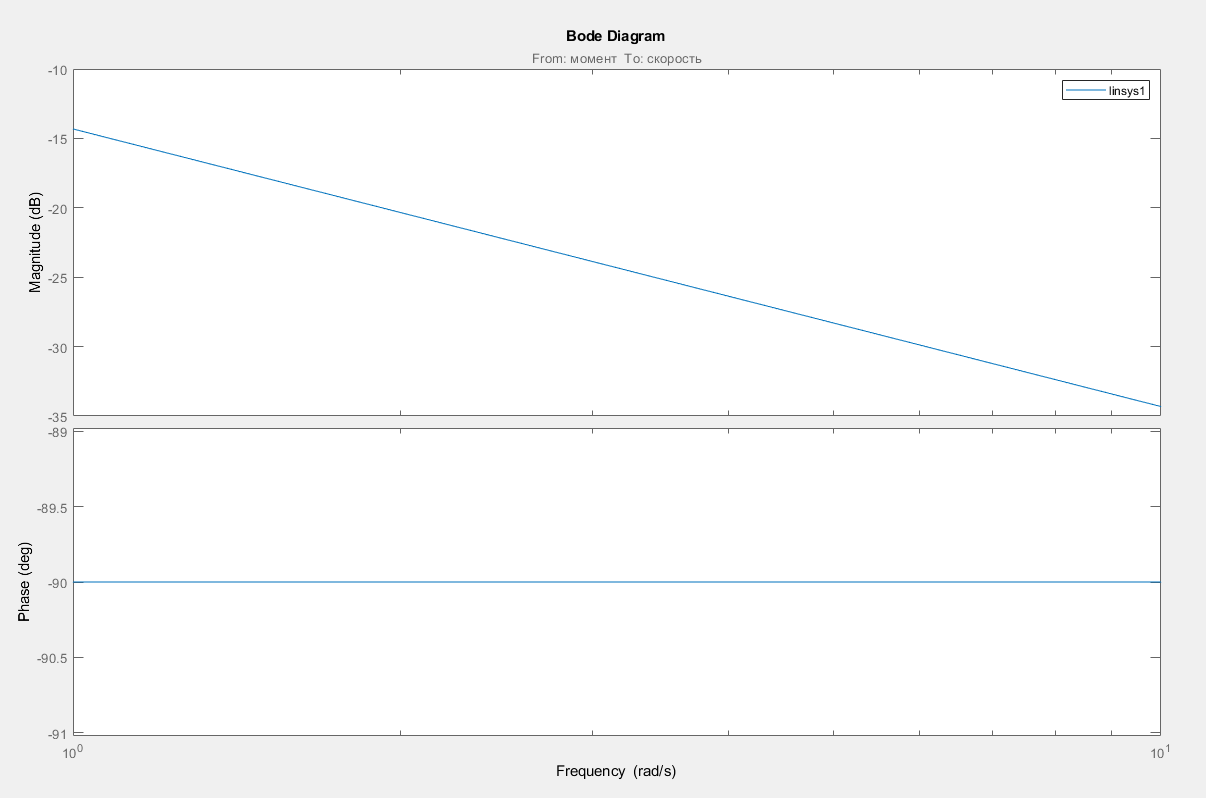 Bode Diagram
From: момент To: скорость
linsys1
Magnitude (dB)
-10
-15
-20
-25
-30
-35
Phase (deg)
-89
-89.5
-90
-90.5
-91
10^0
10^1
Frequency (rad/s)